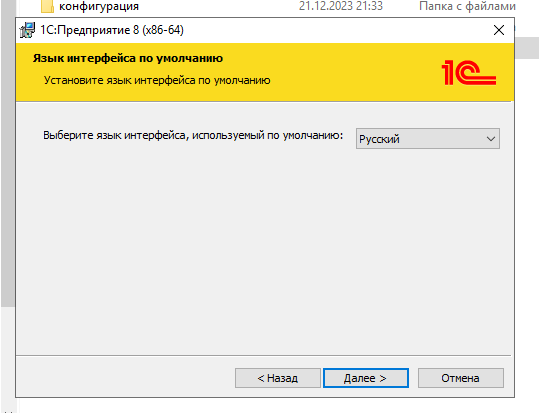 конфигурация 21.12.2023 21:33 Папка с файлами
1С:Предприятие 8 (x86-64)
Язык интерфейса по умолчанию
Установите язык интерфейса по умолчанию
1С
Выберите язык интерфейса, используемый по умолчанию: Русский
< Назад Далее > Отмена